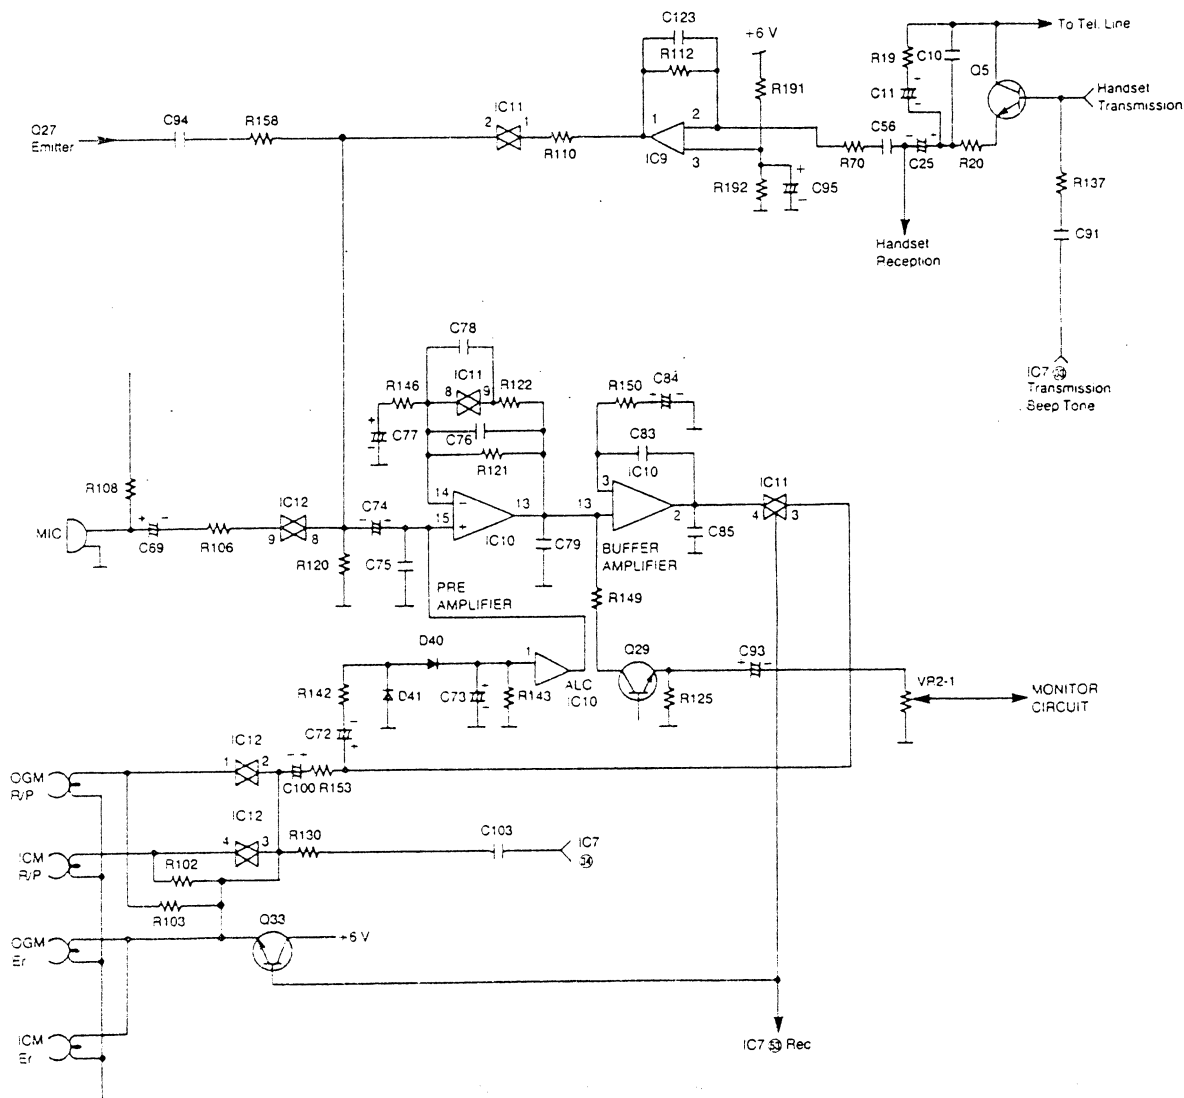 C123
R112
+6 V
R191
To Tel. Line
R19
C10
Q5
C11
Handset
Transmission
Q27
Emitter
C94
R158
IC11
2
1
R110
1
2
IC9
3
R192
C95
R70
C56
C25
R20
R137
C91
Handset
Reception
IC7
Transmission
Beep Tone
C78
IC11
R146
8
9
R122
C77
C76
R121
R150
C84
C83
IC10
R108
MIC
C69
R106
IC12
9
8
R120
C74
C75
14
15
13
IC10
C79
3
13
2
C85
IC11
4
3
PRE
AMPLIFIER
BUFFER
AMPLIFIER
R149
D40
R142
D41
C73
R143
1
ALC
IC10
Q29
R125
C93
VR2-1
MONITOR
CIRCUIT
C72
IC12
1
2
C100
R153
OGM
R/P
IC12
4
3
R130
C103
IC7
34
ICM
R/P
R102
R103
Q33
+6 V
OGM
Er
ICM
Er
IC7
Rec